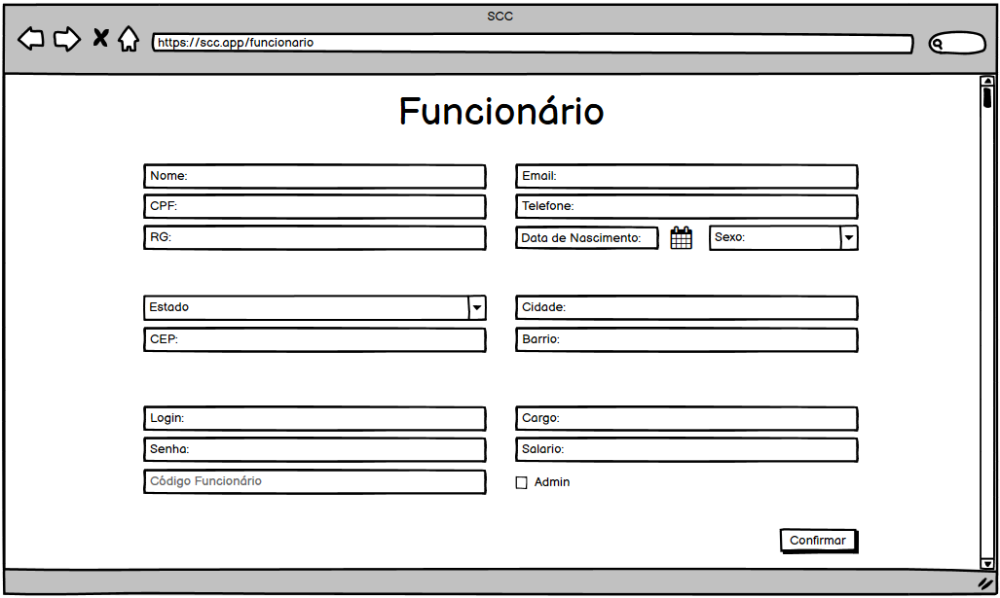 SCC
https://scc.app/funcionario
Funcionário
Nome:
Email:
CPF:
Telefone:
RG:
Data de Nascimento:
Sexo:
Estado
Cidade:
CEP:
Barrio:
Login:
Cargo:
Senha:
Salario:
Código Funcionário
Admin
Confirmar